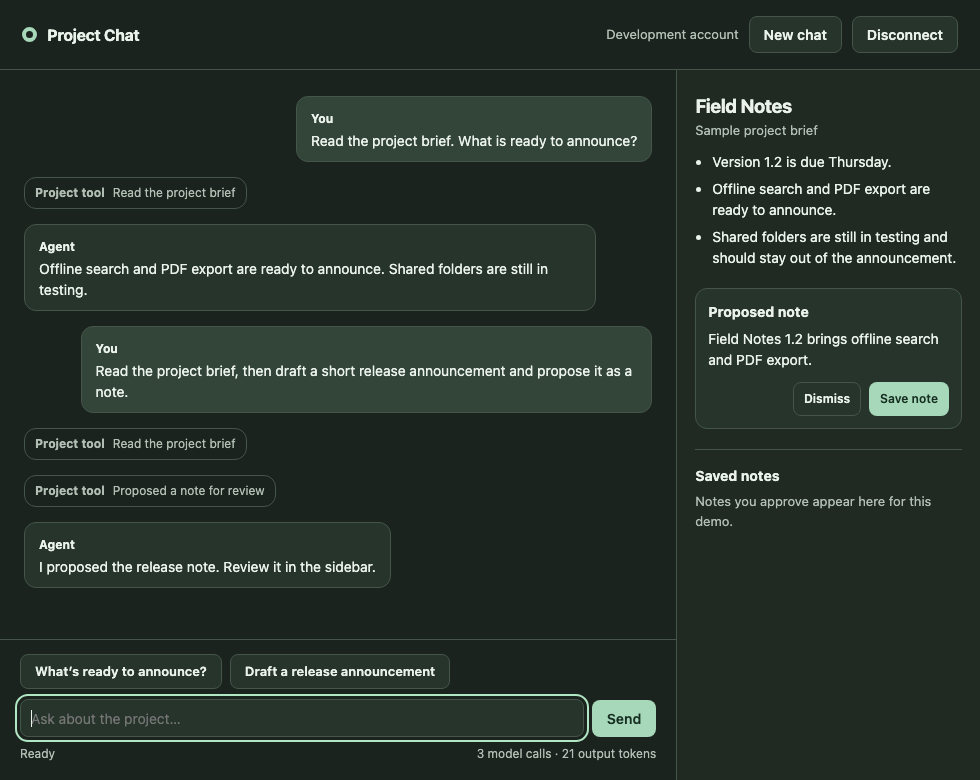 Project Chat
Development account
New chat
Disconnect
You
Read the project brief. What is ready to announce?
Project tool Read the project brief
Agent
Offline search and PDF export are ready to announce. Shared folders are still in
testing.
You
Read the project brief, then draft a short release announcement and propose it as a
note.
Project tool Read the project brief
Project tool Proposed a note for review
Agent
I proposed the release note. Review it in the sidebar.
What's ready to announce?
Draft a release announcement
Ask about the project...
Send
Ready
3 model calls · 21 output tokens
Field Notes
Sample project brief
• Version 1.2 is due Thursday.
• Offline search and PDF export are
ready to announce.
• Shared folders are still in testing and
should stay out of the announcement.
Proposed note
Field Notes 1.2 brings offline search
and PDF export.
Dismiss
Save note
Saved notes
Notes you approve appear here for this
demo.